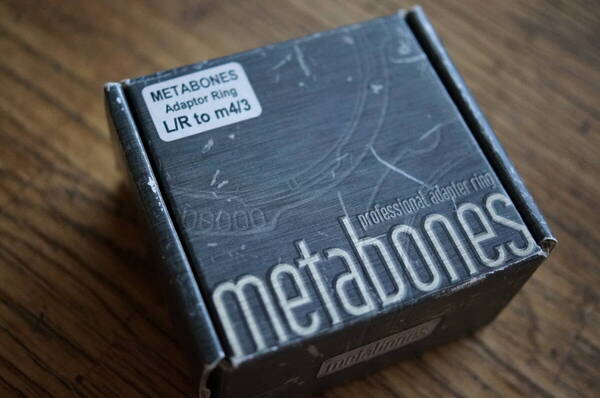 METABONES
Adaptor Ring
L/R to m4/3
professional adapter ring
metabones
metabones